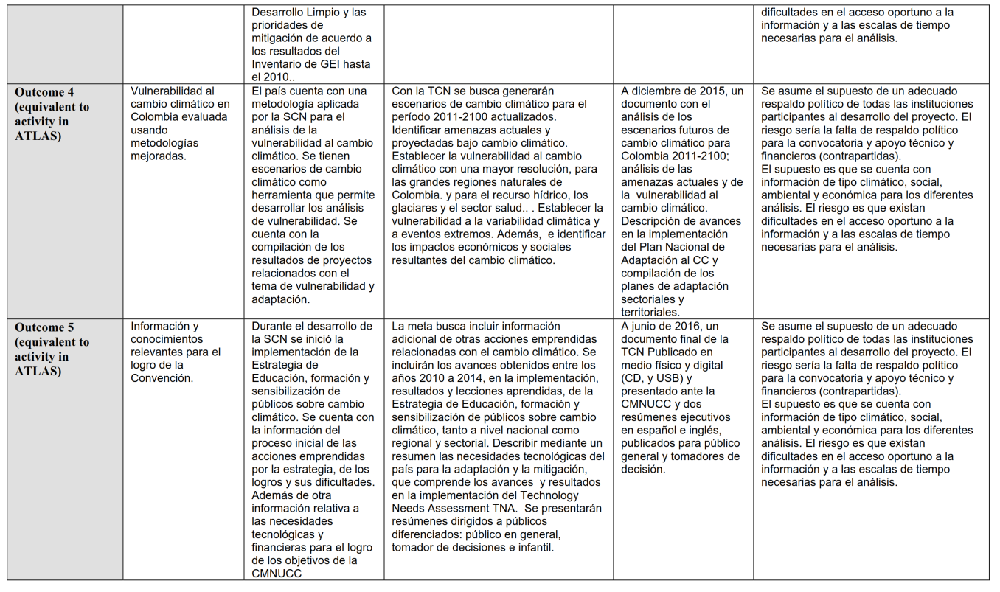 Desarrollo Limpio y las
prioridades de
mitigación de acuerdo a
los resultados del
Inventario de GEI hasta
el 2010..
dificultades en el acceso oportuno a la
información y a las escalas de tiempo
necesarias para el análisis.
Outcome 4
(equivalent to
activity in
ATLAS)
Vulnerabilidad al
cambio climático en
Colombia evaluada
usando
metodologías
mejoradas.
El país cuenta con una
metodología aplicada
por la SCN para el
análisis de la
vulnerabilidad al cambio
climático. Se tienen
escenarios de cambio
climático como
herramienta que permite
desarrollar los análisis
de vulnerabilidad. Se
cuenta con la
compilación de los
resultados de proyectos
relacionados con el
tema de vulnerabilidad y
adaptación.
Con la TCN se busca generarán
escenarios de cambio climático para el
período 2011-2100 actualizados.
Identificar amenazas actuales y
proyectadas bajo cambio climático.
Establecer la vulnerabilidad al cambio
climático con una mayor resolución, para
las grandes regiones naturales de
Colombia. y para el recurso hídrico, los
glaciares y el sector salud.. . Establecer la
vulnerabilidad a la variabilidad climática y
a eventos extremos. Además,  e identificar
los impactos económicos y sociales
resultantes del cambio climático.
A diciembre de 2015, un
documento con el
análisis de los
escenarios futuros de
cambio climático para
Colombia 2011-2100;
análisis de las
amenazas actuales y de
la  vulnerabilidad al
cambio climático.
Descripción de avances
en la implementación
del Plan Nacional de
Adaptación al CC y
compilación de los
planes de adaptación
sectoriales y
territoriales.
Se asume el supuesto de un adecuado
respaldo político de todas las instituciones
participantes al desarrollo del proyecto. El
riesgo sería la falta de respaldo político
para la convocatoria y apoyo técnico y
financieros (contrapartidas).
El supuesto es que se cuenta con
información de tipo climático, social,
ambiental y económica para los diferentes
análisis. El riesgo es que existan
dificultades en el acceso oportuno a la
información y a las escalas de tiempo
necesarias para el análisis.
Outcome 5
(equivalent to
activity in
ATLAS)
Información y
conocimientos
relevantes para el
logro de la
Convención.
Durante el desarrollo de
la SCN se inició la
implementación de la
Estrategia de
Educación, formación y
sensibilización de
públicos sobre cambio
climático. Se cuenta con
la información del
proceso inicial de las
acciones emprendidas
por la estrategia, de los
logros y sus dificultades.
Además de otra
información relativa a
las necesidades
tecnológicas y
financieras para el logro
de los objetivos de la
CMNUCC
La meta busca incluir información
adicional de otras acciones emprendidas
relacionadas con el cambio climático. Se
incluirán los avances obtenidos entre los
años 2010 a 2014, en la implementación,
resultados y lecciones aprendidas, de la
Estrategia de Educación, formación y
sensibilización de públicos sobre cambio
climático, tanto a nivel nacional como
regional y sectorial. Describir mediante un
resumen las necesidades tecnológicas del
país para la adaptación y la mitigación,
que comprende los avances  y resultados
en la implementación del Technology
Needs Assessment TNA.  Se presentarán
resúmenes dirigidos a públicos
diferenciados: público en general,
tomador de decisiones e infantil.
A junio de 2016, un
documento final de la
TCN Publicado en
medio físico y digital
(CD, y USB) y
presentado ante la
CMNUCC y dos
resúmenes ejecutivos
en español e inglés,
publicados para público
general y tomadores de
decisión.
Se asume el supuesto de un adecuado
respaldo político de todas las instituciones
participantes al desarrollo del proyecto. El
riesgo sería la falta de respaldo político
para la convocatoria y apoyo técnico y
financieros (contrapartidas).
El supuesto es que se cuenta con
información de tipo climático, social,
ambiental y económica para los diferentes
análisis. El riesgo es que existan
dificultades en el acceso oportuno a la
información y a las escalas de tiempo
necesarias para el análisis.